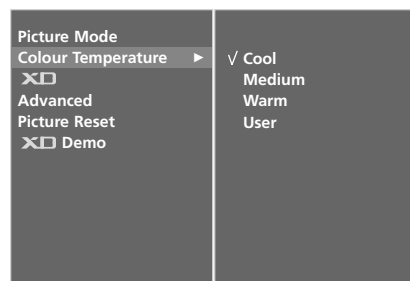 Picture Mode
Colour Temperature ►
XD
Advanced
Picture Reset
XD Demo
√ Cool
Medium
Warm
User